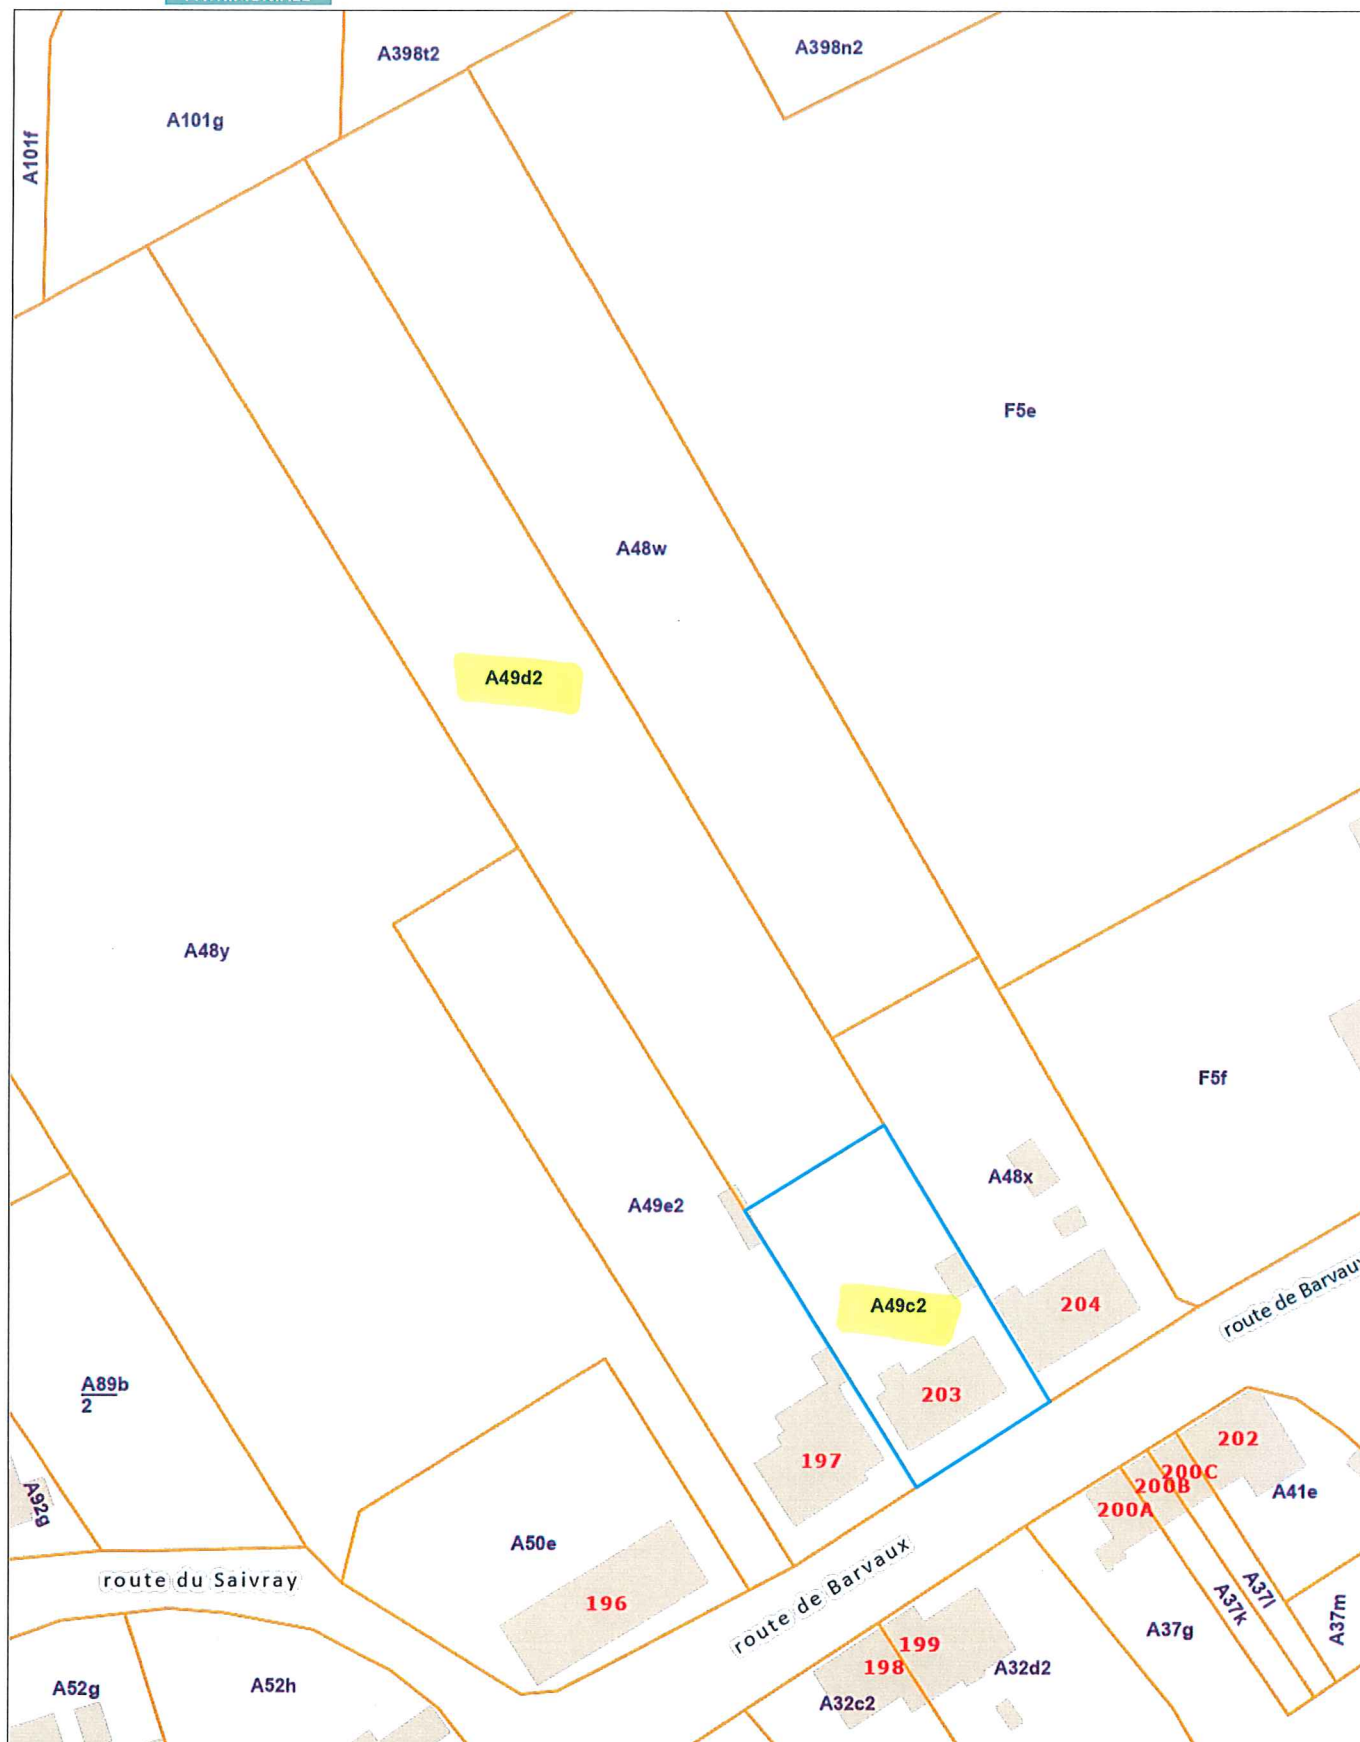 A398t2
A398n2
A101g
A101f
F5e
A48w
A49d2
A48y
F5f
A48x
A49e2
A49c2
204
route de Barvaux
A89b
2
203
202
197
200C
200B
A92g
A41e
200A
A50e
route du Saivray
route de Barvaux
196
A37l
A37k
A37m
A37g
199
198
A32d2
A52g
A52h
A32c2